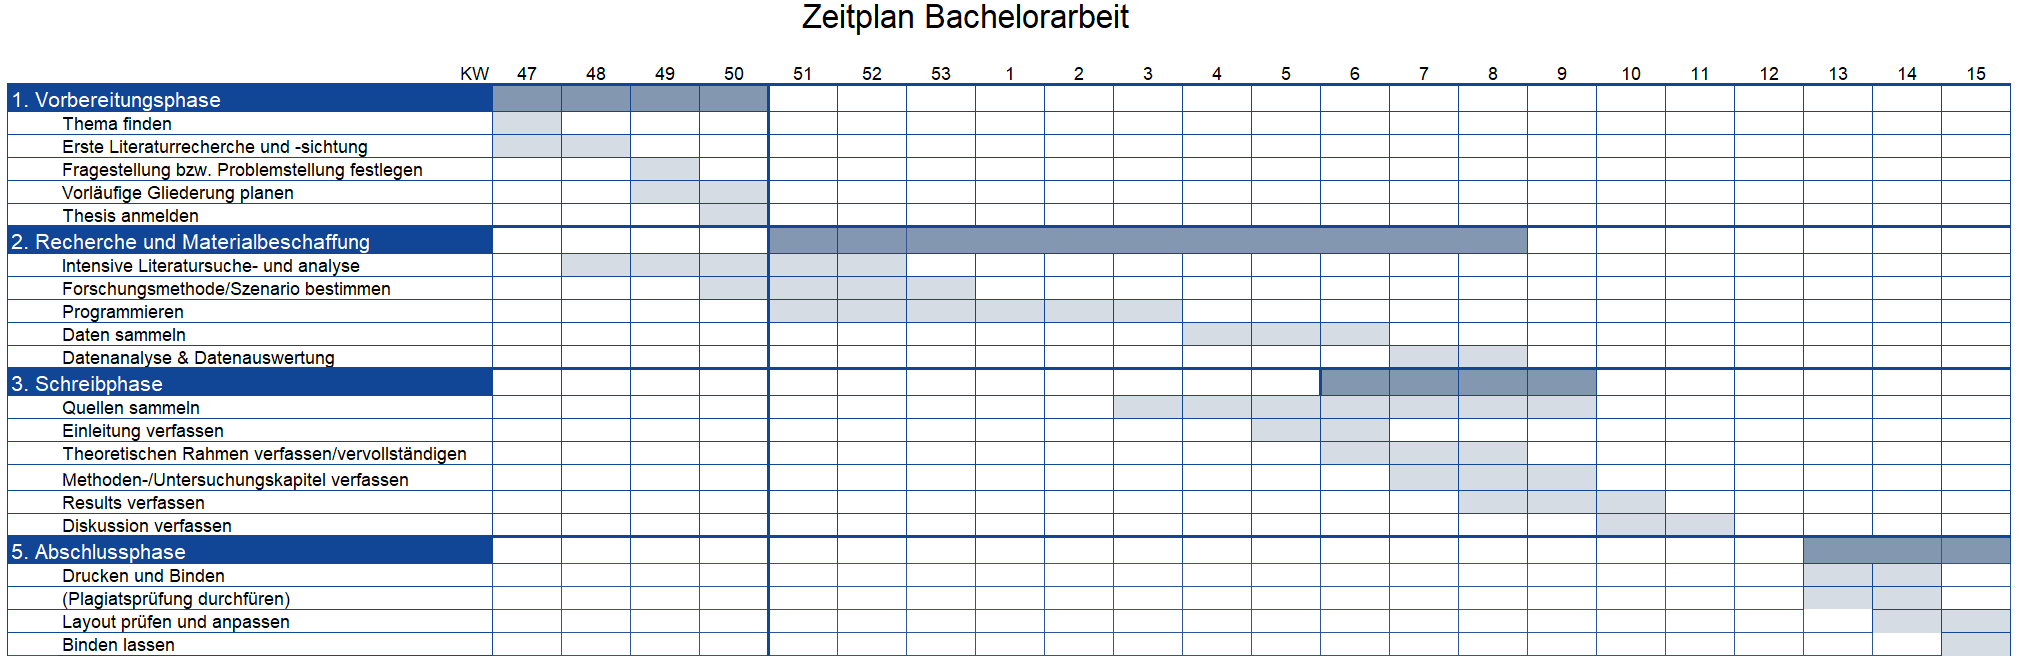 Zeitplan Bachelorarbeit
KW 47 48 49 50 51 52 53 1 2 3 4 5 6 7 8 9 10 11 12 13 14 15
1. Vorbereitungsphase
Thema finden
Erste Literaturrecherche und -sichtung
Fragestellung bzw. Problemstellung festlegen
Vorläufige Gliederung planen
Thesis anmelden
2. Recherche und Materialbeschaffung
Intensive Literatursuche- und analyse
Forschungsmethode/Szenario bestimmen
Programmieren
Daten sammeln
Datenanalyse & Datenauswertung
3. Schreibphase
Quellen sammeln
Einleitung verfassen
Theoretischen Rahmen verfassen/vervollständigen
Methoden-/Untersuchungskapitel verfassen
Results verfassen
Diskussion verfassen
5. Abschlussphase
Drucken und Binden
(Plagiatsprüfung durchfüren)
Layout prüfen und anpassen
Binden lassen